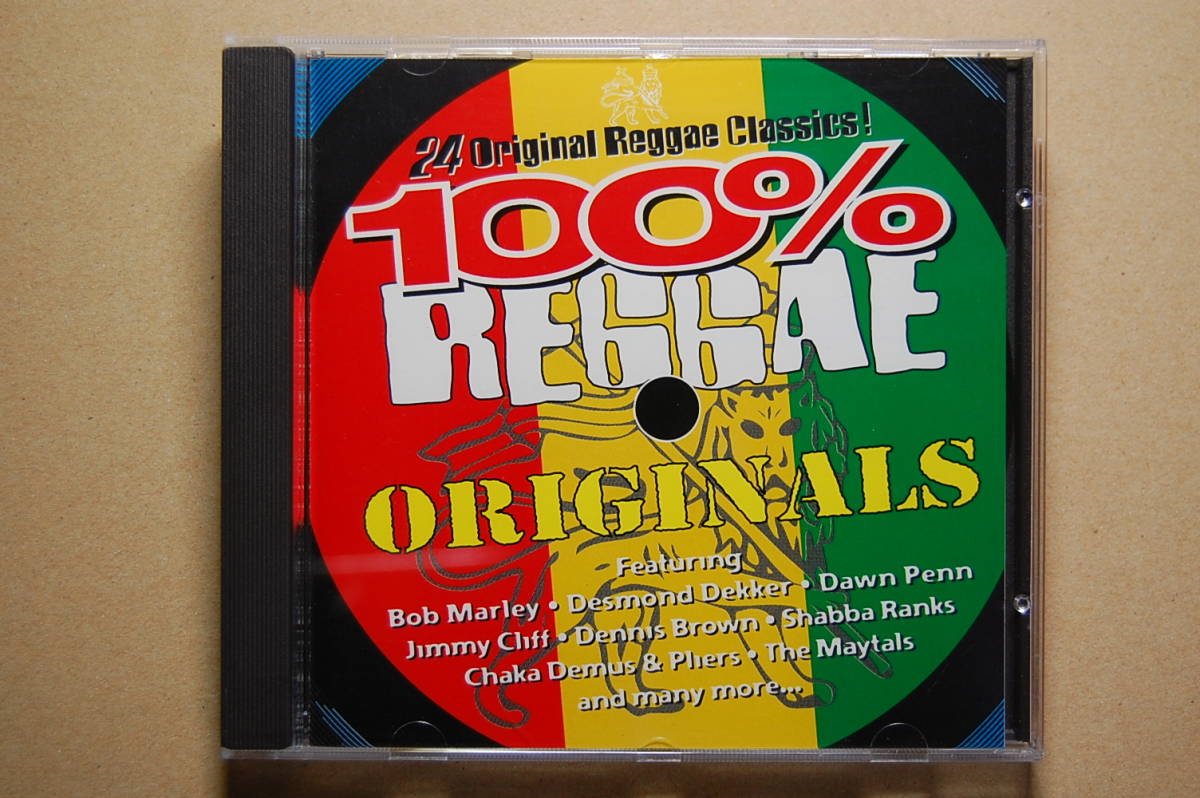 24 Original Reggae Classics!
100%
REGGAE
ORIGINALS
Featuring
Bob Marley • Desmond Dekker • Dawn Penn
Jimmy Cliff • Dennis Brown • Shabba Ranks
Chaka Demus & Pliers • The Maytals
and many more...